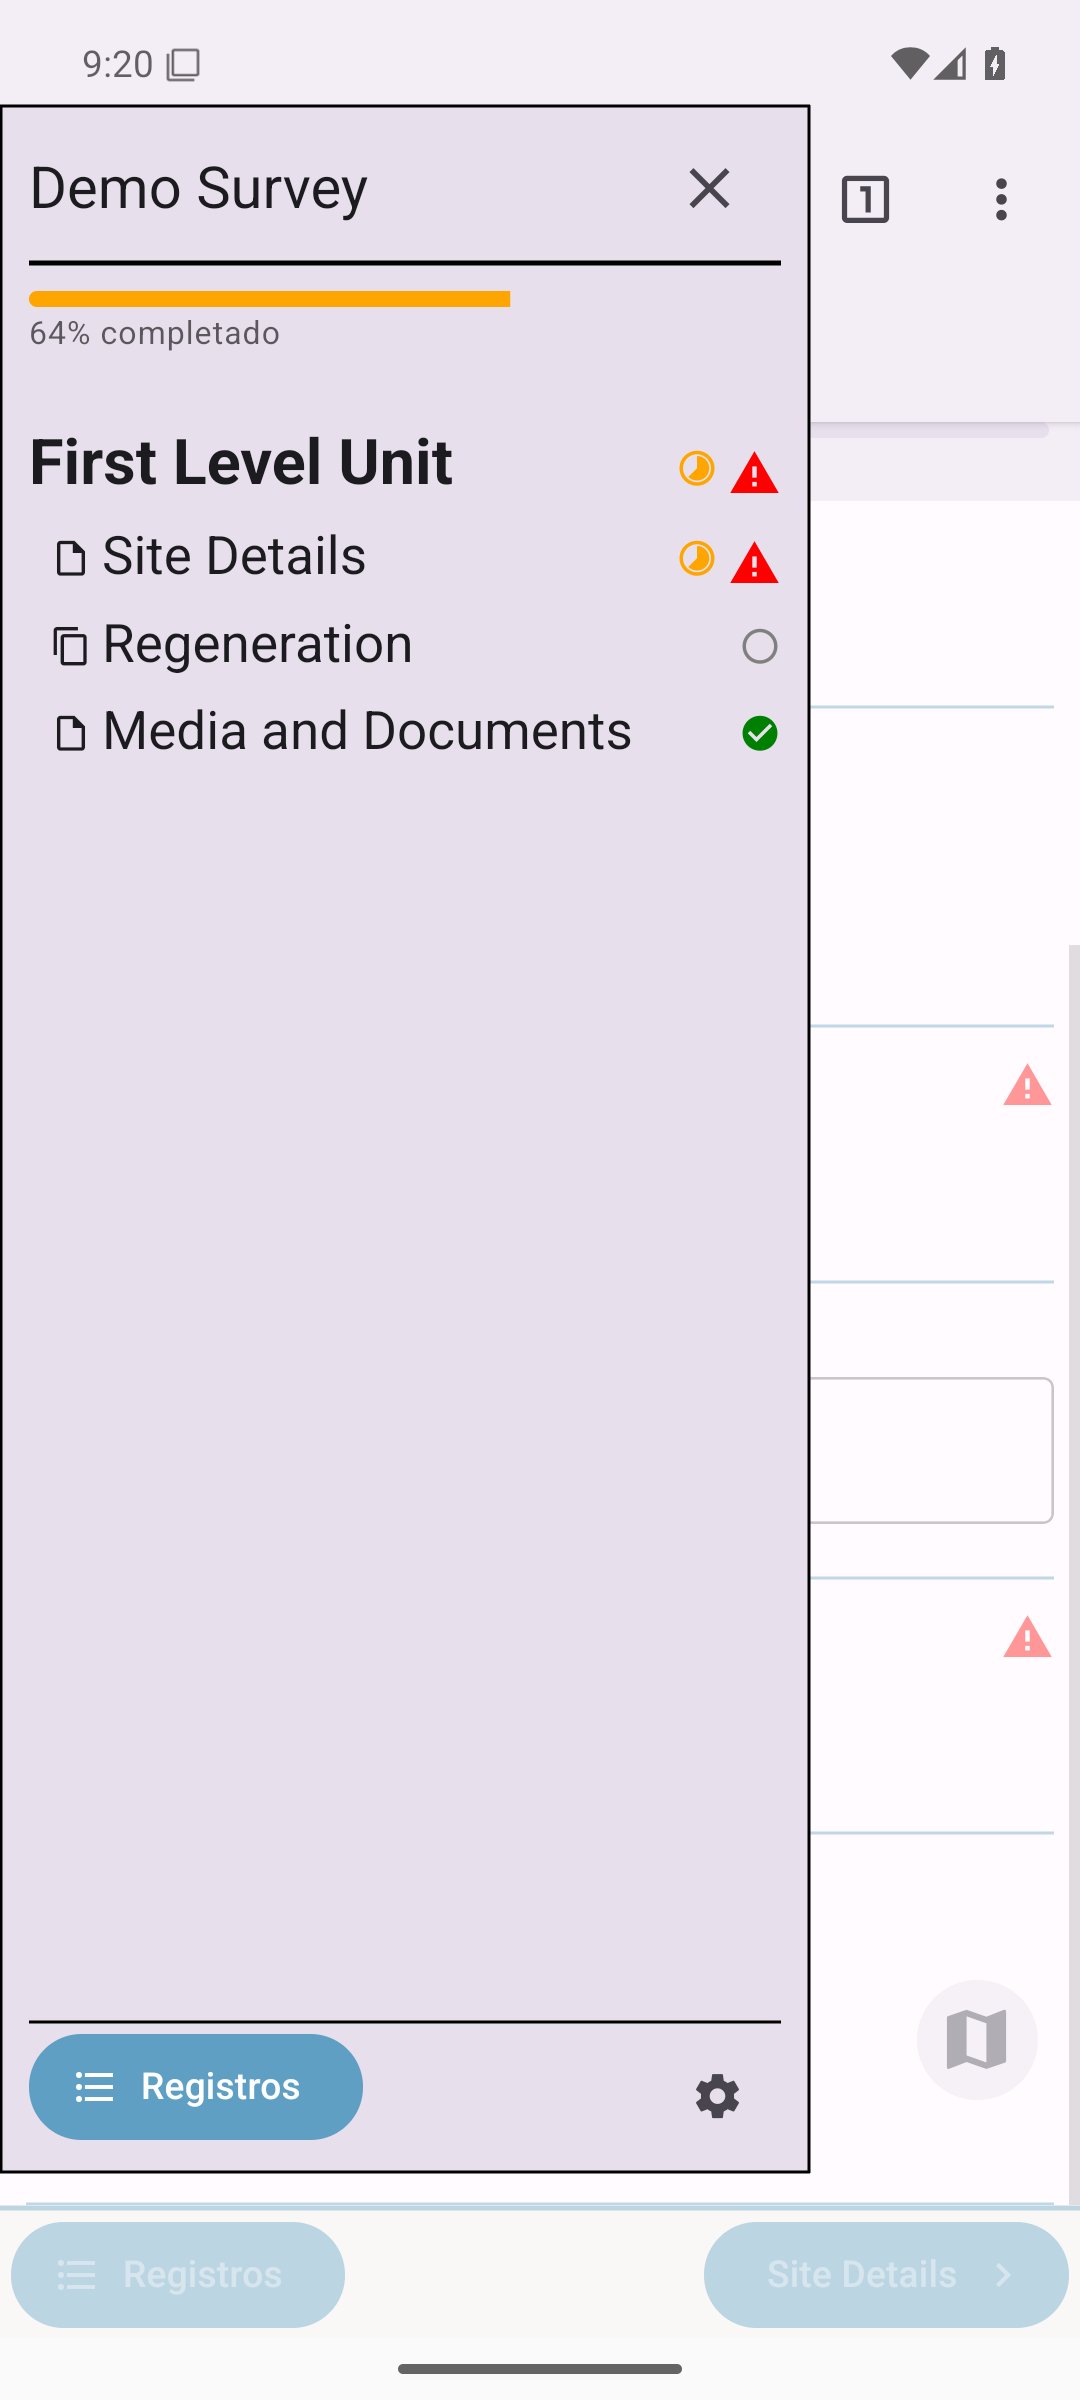 9:20
Demo Survey
1
64% completado
First Level Unit
Site Details
Regeneration
Media and Documents
Registros
Registros
Site Details